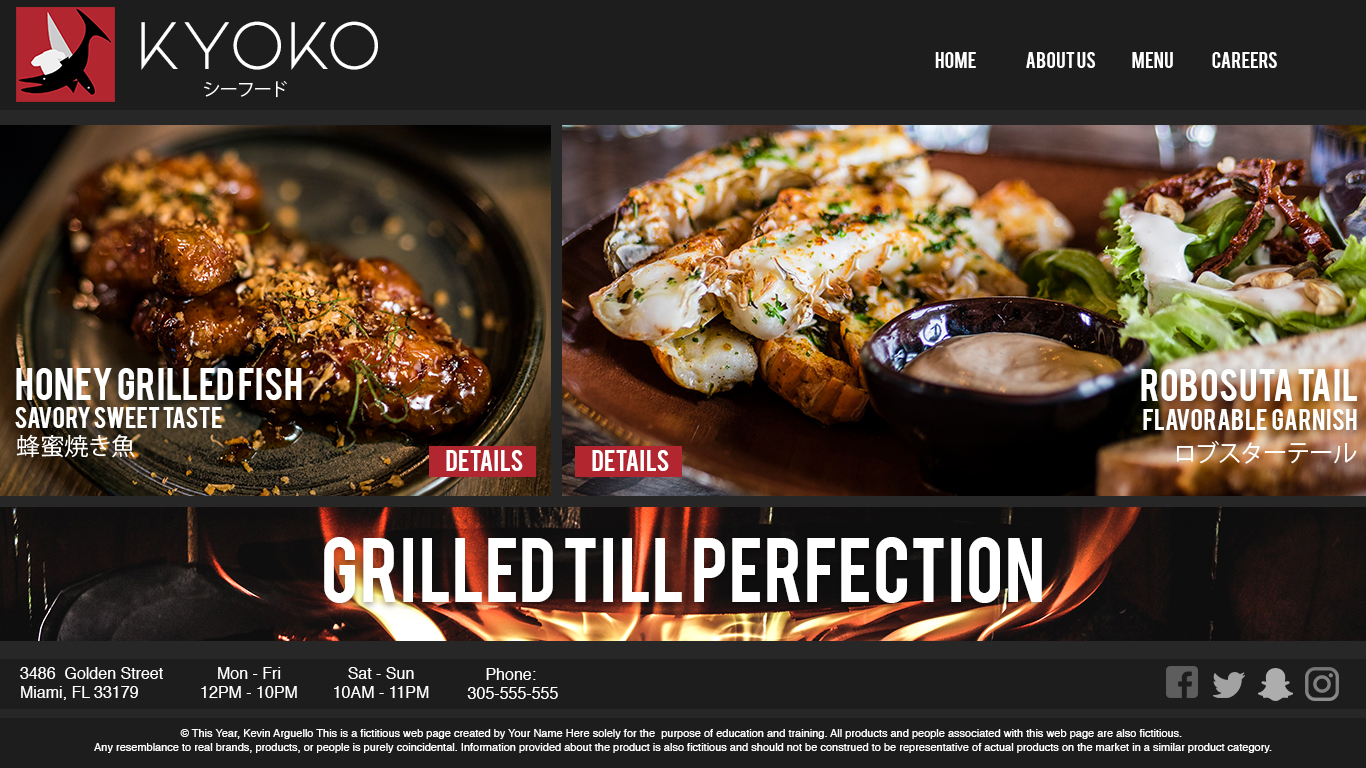 KYOKO
シーフード
HOME ABOUT US MENU CAREERS
HONEY GRILLED FISH
SAVORY SWEET TASTE
蜂蜜焼き魚
DETAILS
DETAILS
ROBOSUTA TAIL
FLAVORABLE GARNISH
ロブスターテール
GRILLED TILL PERFECTION
3486 Golden Street
Miami, FL 33179
Mon - Fri
12PM - 10PM
Sat - Sun
10AM - 11PM
Phone:
305-555-555
© This Year, Kevin Arguello This is a fictitious web page created by Your Name Here solely for the purpose of education and training. All products and people associated with this web page are also fictitious.
Any resemblance to real brands, products, or people is purely coincidental. Information provided about the product is also fictitious and should not be construed to be representative of actual products on the market in a similar product category.